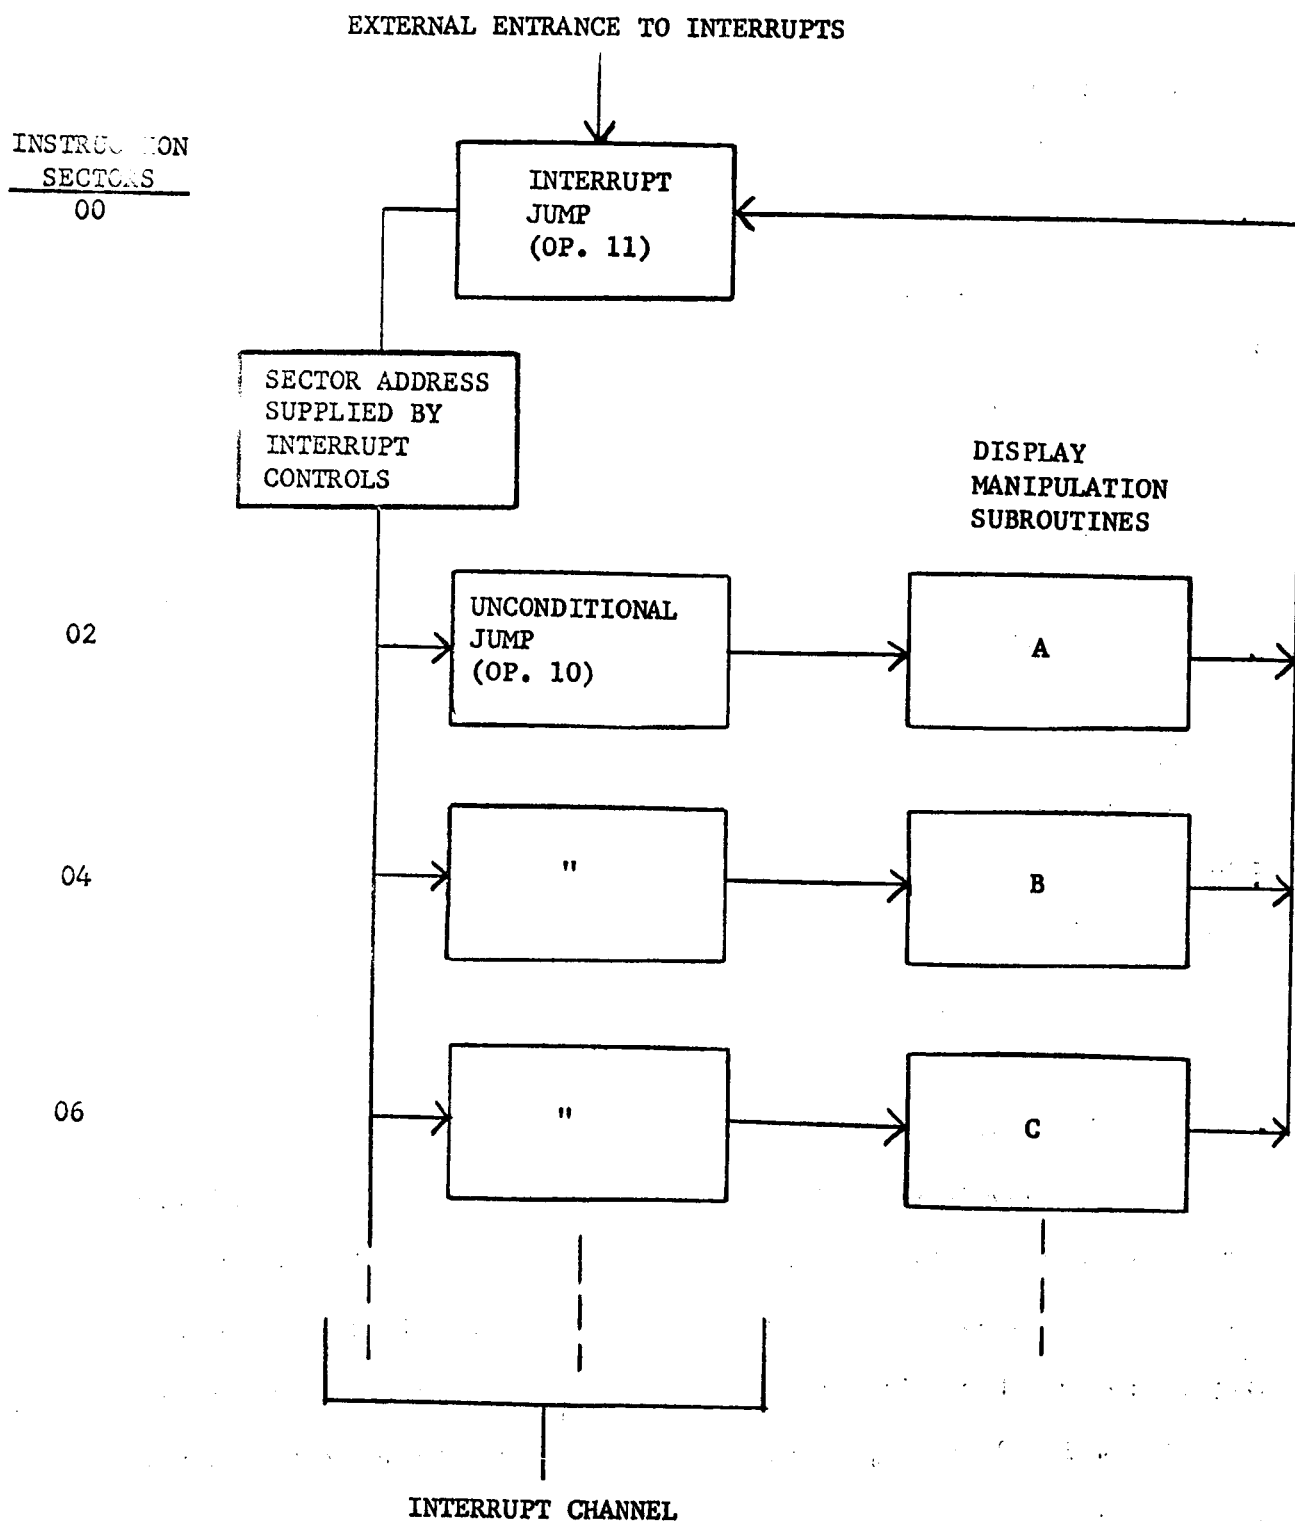 EXTERNAL ENTRANCE TO INTERRUPTS
SECTORS
00
INTERRUPT
JUMP
(OP. 11)
SECTOR ADDRESS
SUPPLIED BY
INTERRUPT
CONTROLS
DISPLAY
MANIPULATION
SUBROUTINES
02
UNCONDITIONAL
JUMP
(OP. 10)
A
04
"
B
06
"
C
INTERRUPT CHANNEL